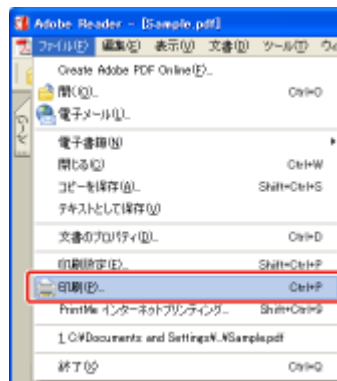 Adobe Reader - [Sample.pdf]
ファイル(F) 編集(E) 表示(V) 文書(D) ツール(T) ウィ
Create Adobe PDF Online(F)...
開く(O)... Ctrl+O
電子メール(L)...
電子書籍(N)
閉じる(C) Ctrl+W
コピーを保存(A)... Shift+Ctrl+S
テキストとして保存(V)
文書のプロパティ(D)... Ctrl+D
印刷設定(E)... Shift+Ctrl+P
印刷(P)... Ctrl+P
PrintMe インターネットプリンティング... Shift+Ctrl+9
1 C:¥Documents and Settings¥..¥Sample.pdf
終了(X) Ctrl+Q